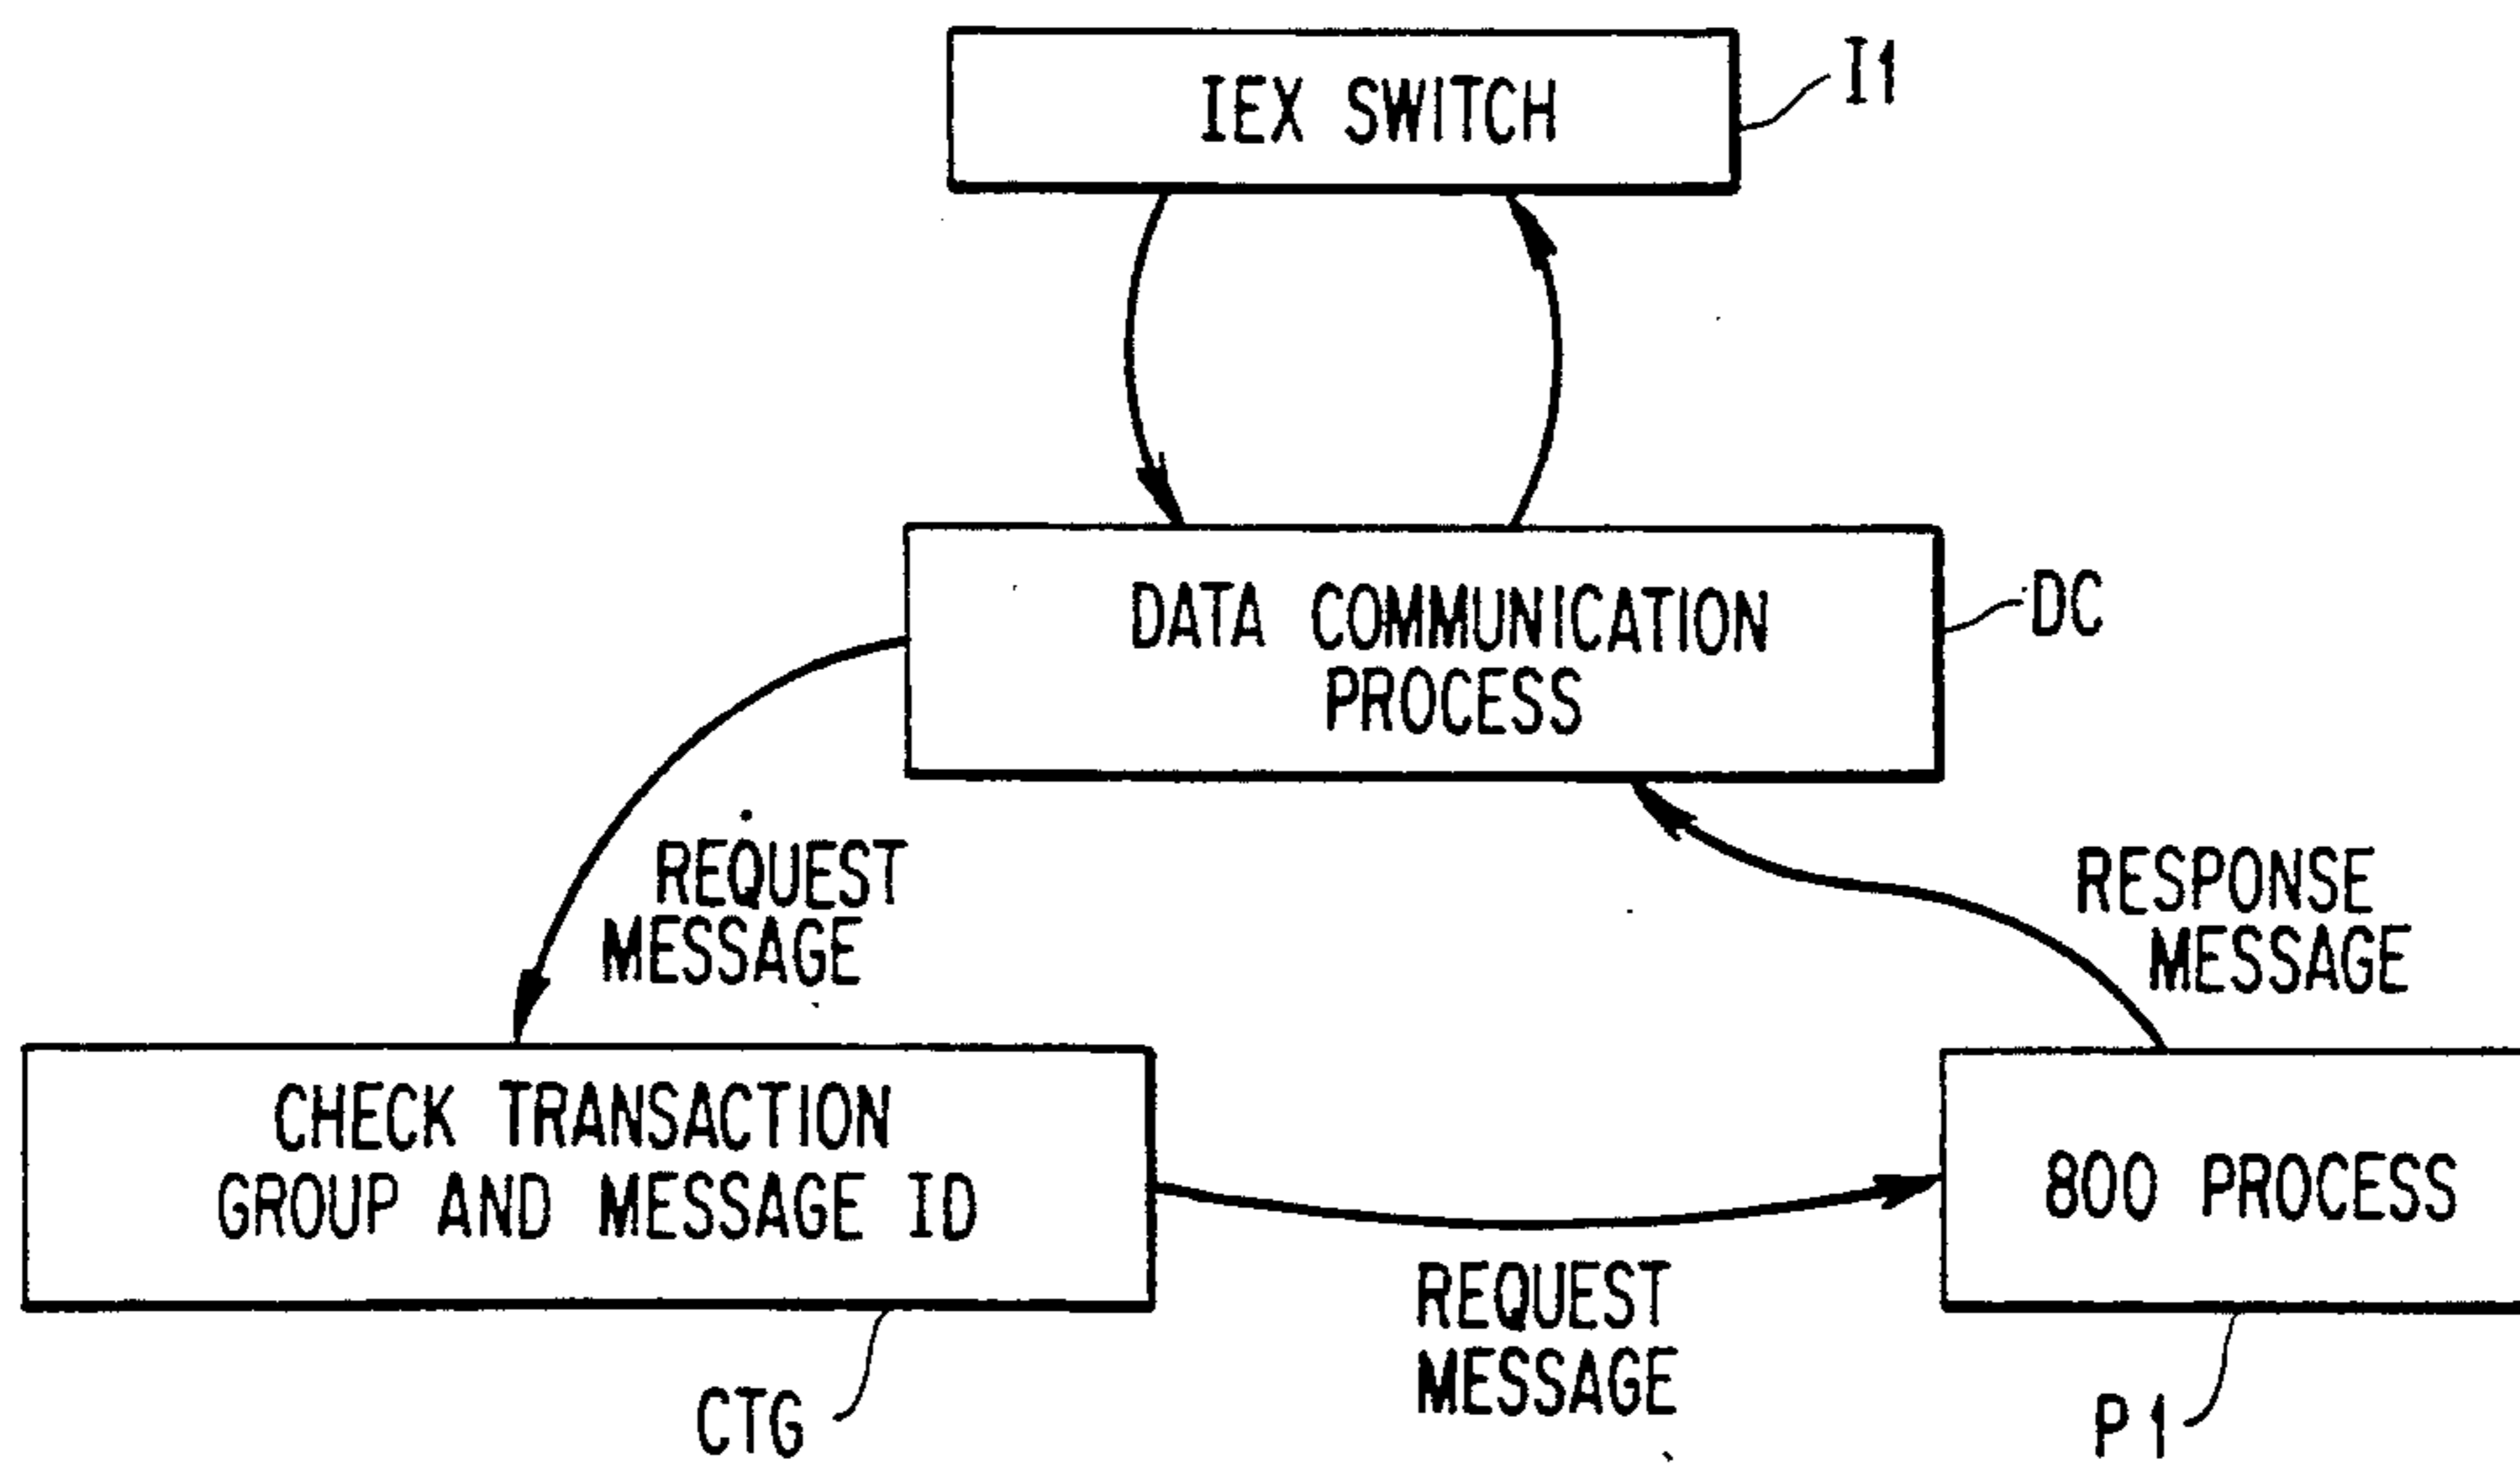 IEX SWITCH
I1
DATA COMMUNICATION
PROCESS
DC
REQUEST
MESSAGE
RESPONSE
MESSAGE
CHECK TRANSACTION
GROUP AND MESSAGE ID
800 PROCESS
REQUEST
MESSAGE
CTG
P1